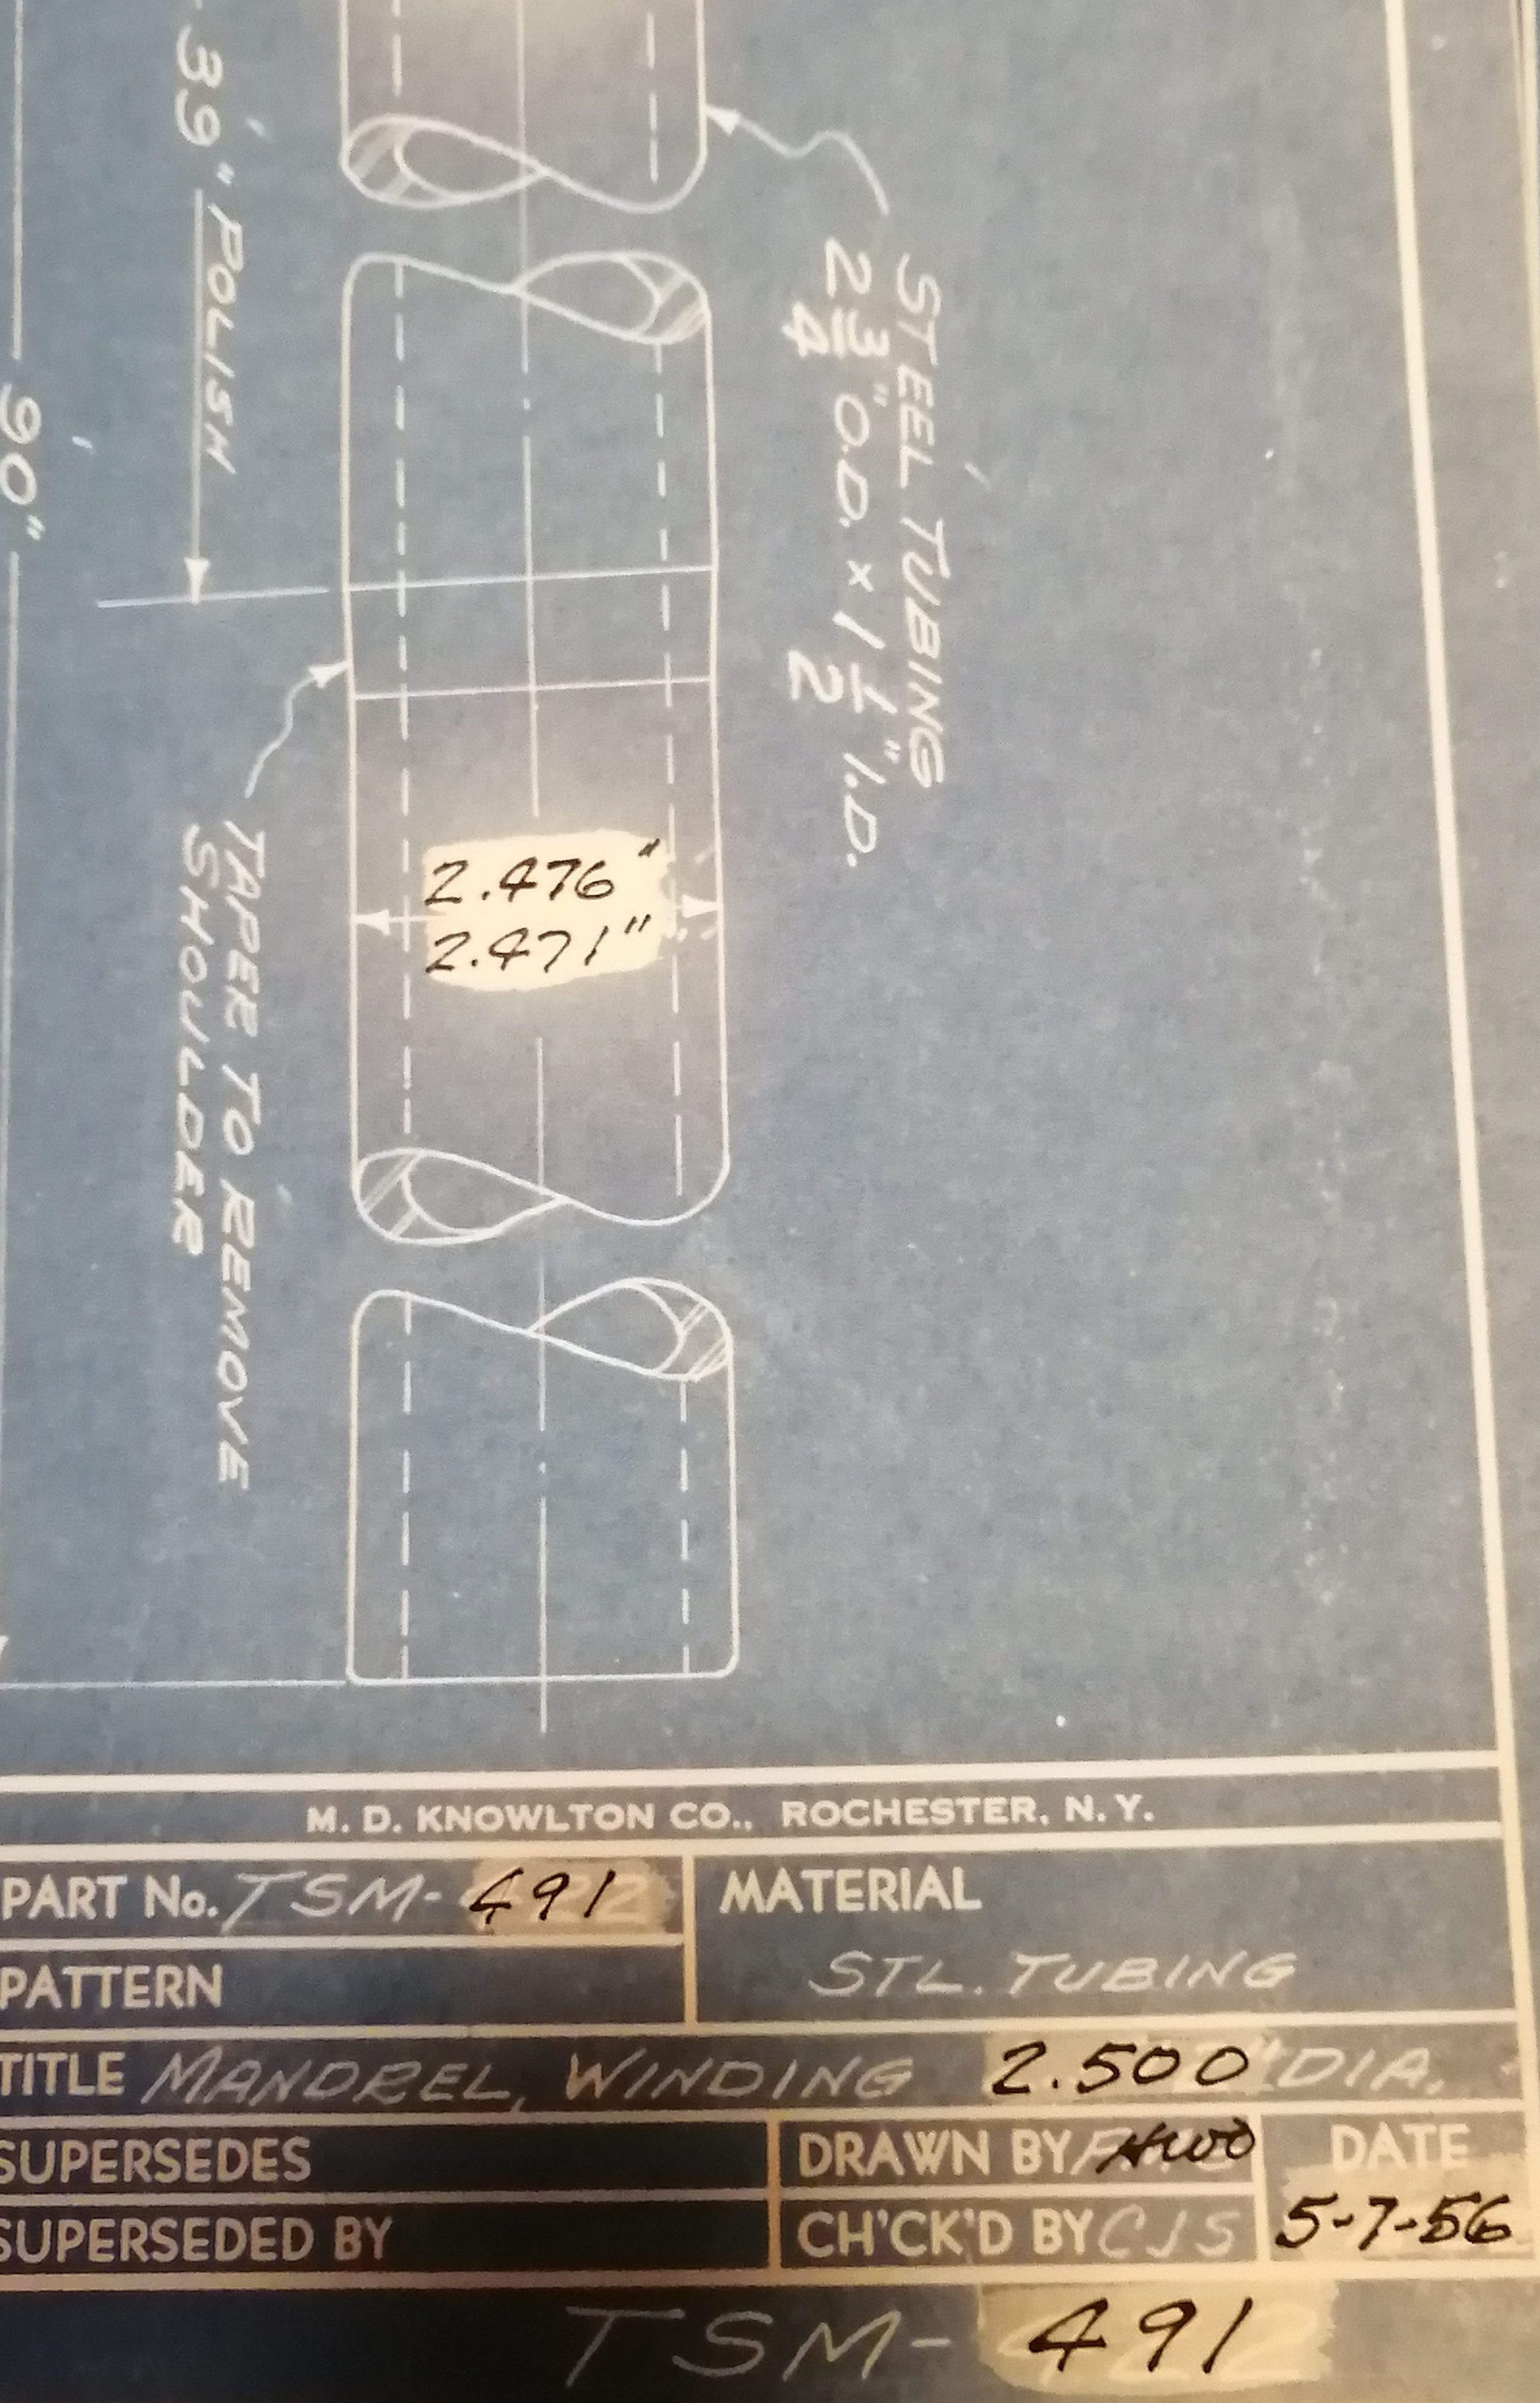 39" POLISH
90"
STEEL TUBING
2 3/4" O.D. x 1 1/2" I.D.
TAPER TO REMOVE
SHOULDER
2.476"
2.471"
M. D. KNOWLTON CO., ROCHESTER, N. Y.
PART No. TSM-491
MATERIAL
STL. TUBING
PATTERN
TITLE MANDREL, WINDING 2.500" DIA.
SUPERSEDES
DRAWN BY HWO
DATE
SUPERSEDED BY
CH'CK'D BY CJS
5-7-56
TSM-491